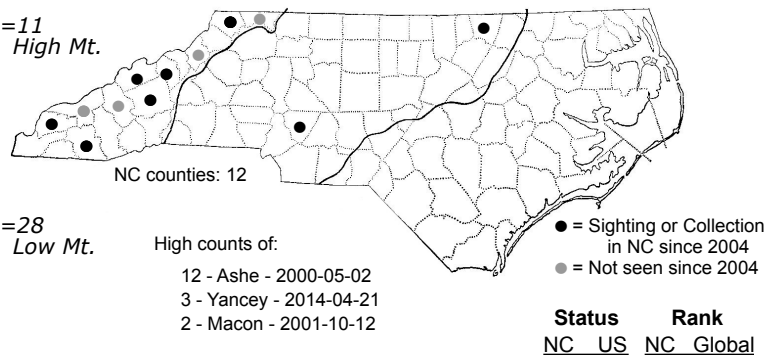 =11
High Mt.
NC counties: 12
=28
Low Mt.
High counts of:
12 - Ashe - 2000-05-02
3 - Yancey - 2014-04-21
2 - Macon - 2001-10-12
● = Sighting or Collection
in NC since 2004
● = Not seen since 2004
Status Rank
NC US NC Global